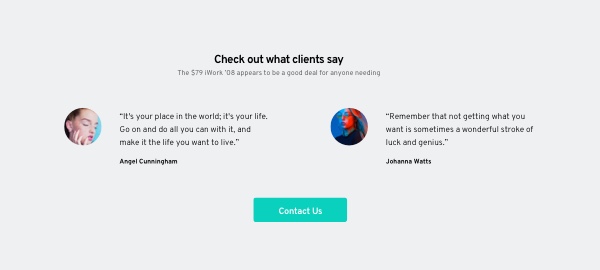 Check out what clients say
The $79 iWork '08 appears to be a good deal for anyone needing
“It's your place in the world; it's your life.
Go on and do all you can with it, and
make it the life you want to live.”
Angel Cunningham
“Remember that not getting what you
want is sometimes a wonderful stroke of
luck and genius.”
Johanna Watts
Contact Us